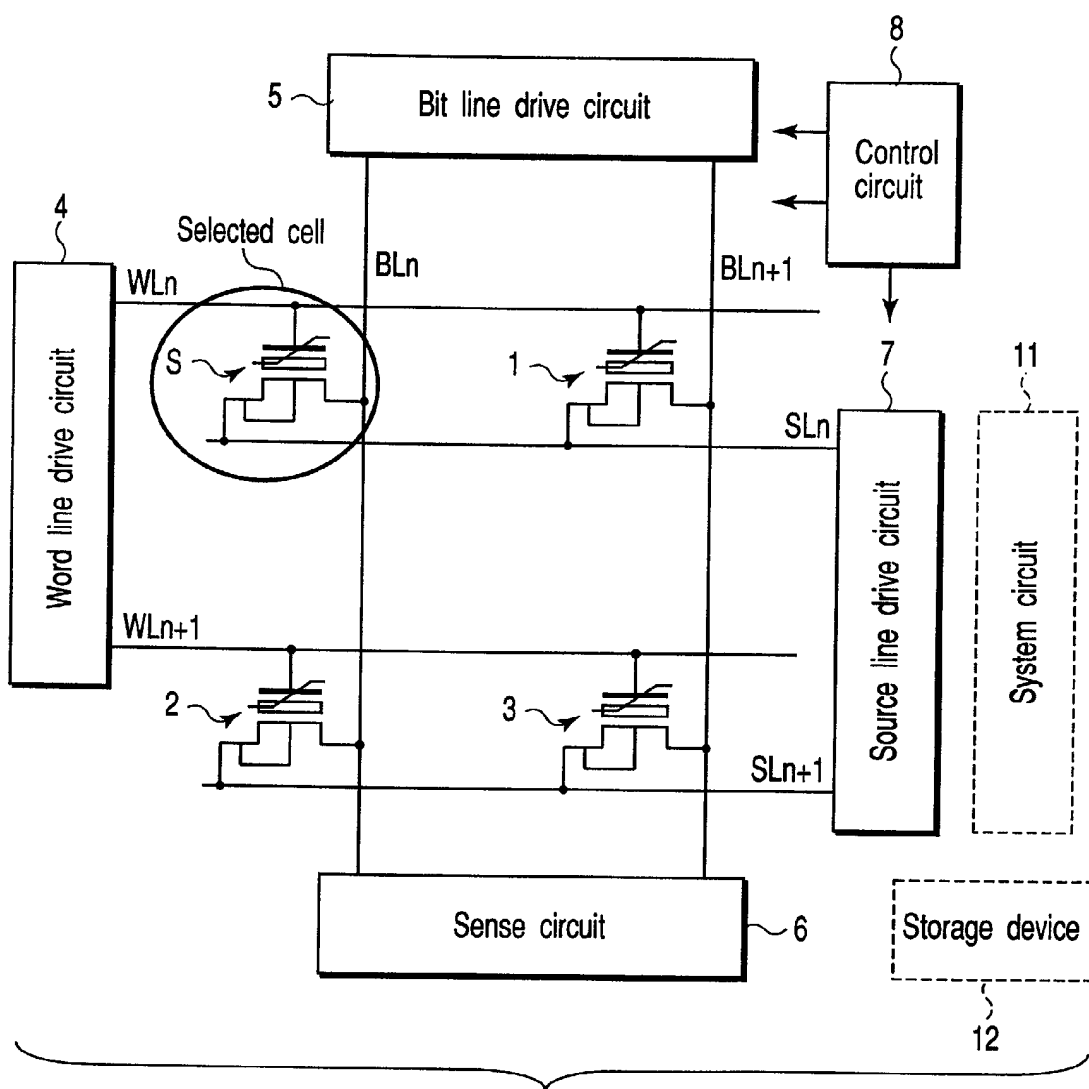 8
5
Bit line drive circuit
Control
circuit
4
Selected cell
WLn
BLn
BLn+1
S
1
7
11
SLn
Word line drive circuit
Source line drive circuit
System circuit
WLn+1
2
3
SLn+1
Sense circuit
6
Storage device
12